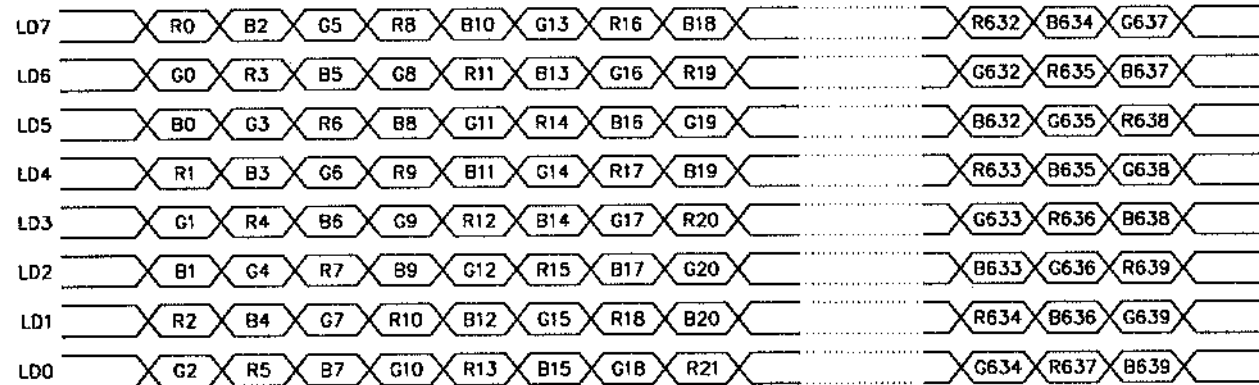 LD7 R0 B2 G5 R8 B10 G13 R16 B18 R632 B634 G637
LD6 G0 R3 B5 G8 R11 B13 G16 R19 G632 R635 B637
LD5 B0 G3 R6 B8 G11 R14 B16 G19 B632 G635 R638
LD4 R1 B3 G6 R9 B11 G14 R17 B19 R633 B635 G638
LD3 G1 R4 B6 G9 R12 B14 G17 R20 G633 R636 B638
LD2 B1 G4 R7 B9 G12 R15 B17 G20 B633 G636 R639
LD1 R2 B4 G7 R10 B12 G15 R18 B20 R634 B636 G639
LD0 G2 R5 B7 G10 R13 B15 G18 R21 G634 R637 B639